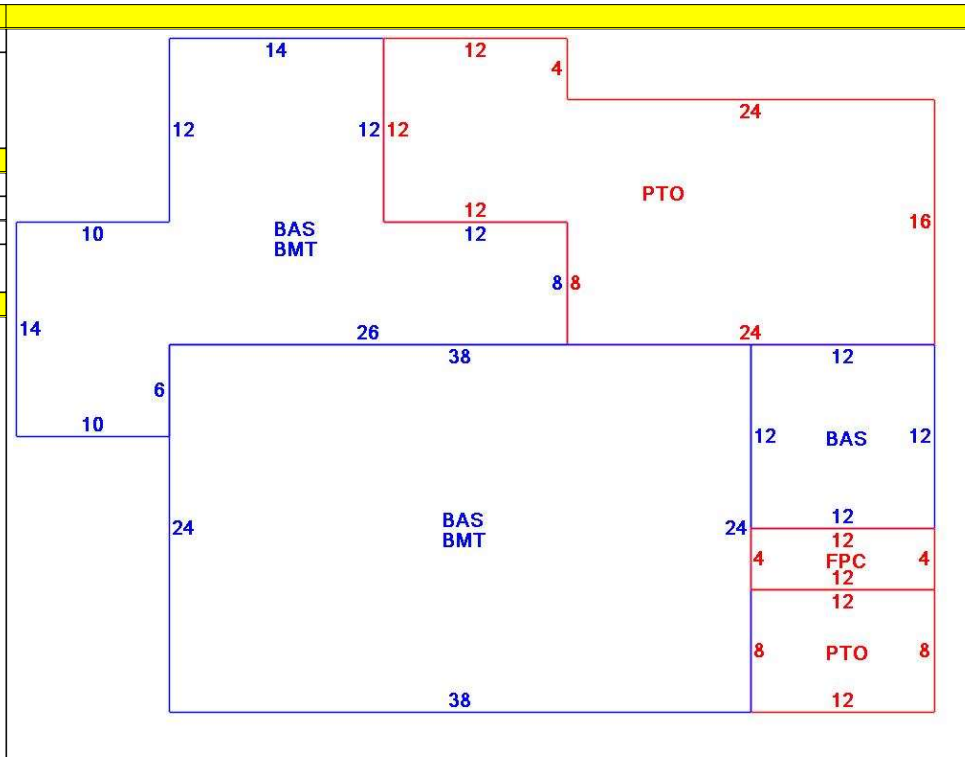 14 12
4
24
12 12 12
PTO
12
16
10 BAS 12
BMT
8 8
14 26 24
38 12
6
10 12 BAS 12
BAS 12
24 BMT 24 12
4 FPC 4
12
12
8 PTO 8
38 12